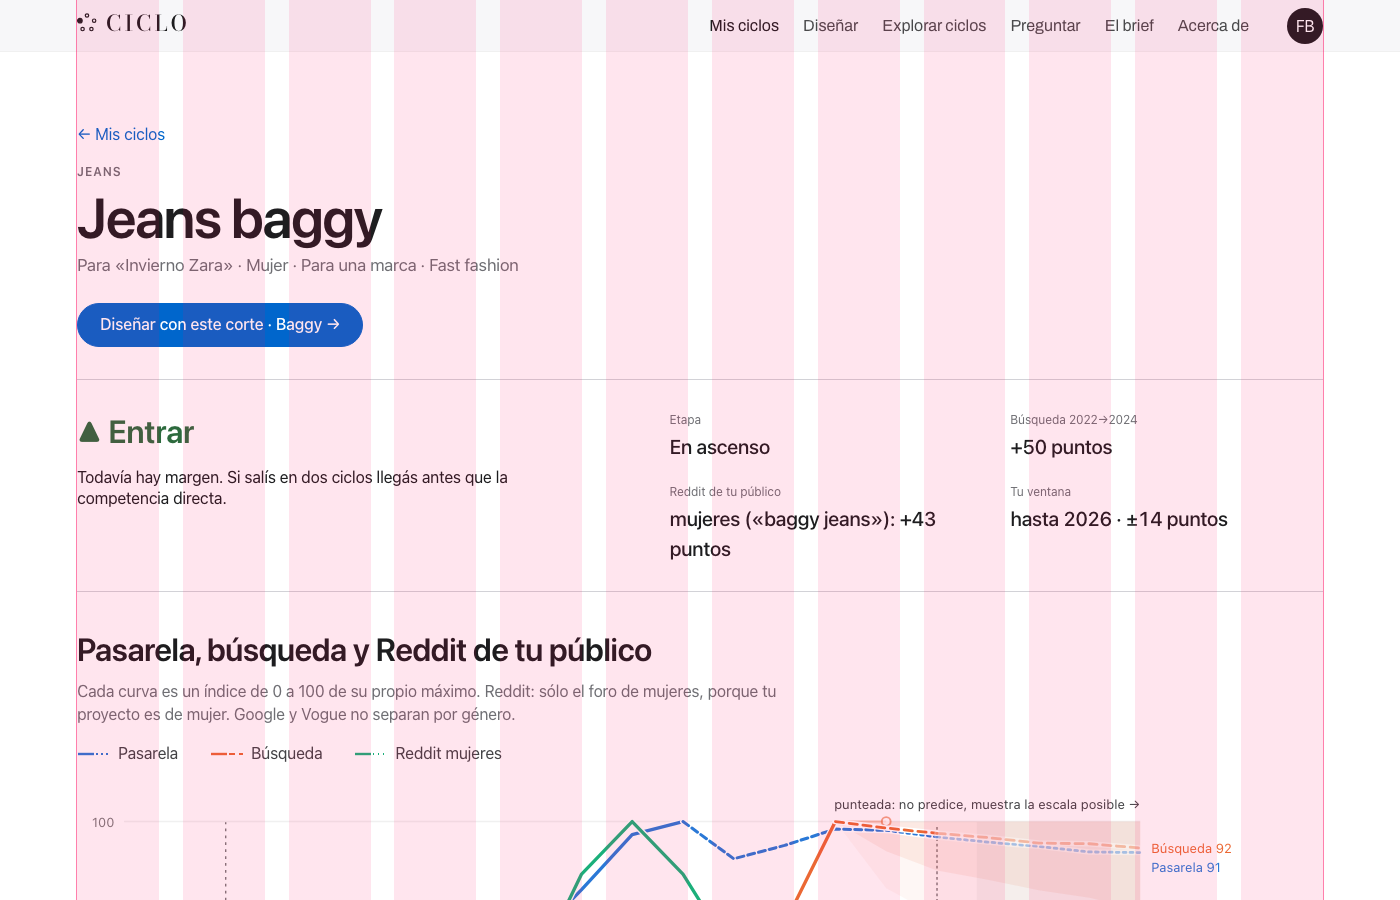 CICLO
Mis ciclos Diseñar Explorar ciclos Preguntar El brief Acerca de FB
← Mis ciclos
JEANS
Jeans baggy
Para «Invierno Zara» · Mujer · Para una marca · Fast fashion
Diseñar con este corte · Baggy →
Entrar
Todavía hay margen. Si salís en dos ciclos llegás antes que la
competencia directa.
Etapa
En ascenso
Búsqueda 2022→2024
+50 puntos
Reddit de tu público
mujeres («baggy jeans»): +43
puntos
Tu ventana
hasta 2026 · ±14 puntos
Pasarela, búsqueda y Reddit de tu público
Cada curva es un índice de 0 a 100 de su propio máximo. Reddit: sólo el foro de mujeres, porque tu
proyecto es de mujer. Google y Vogue no separan por género.
Pasarela Búsqueda Reddit mujeres
punteada: no predice, muestra la escala posible →
100
Búsqueda 92
Pasarela 91